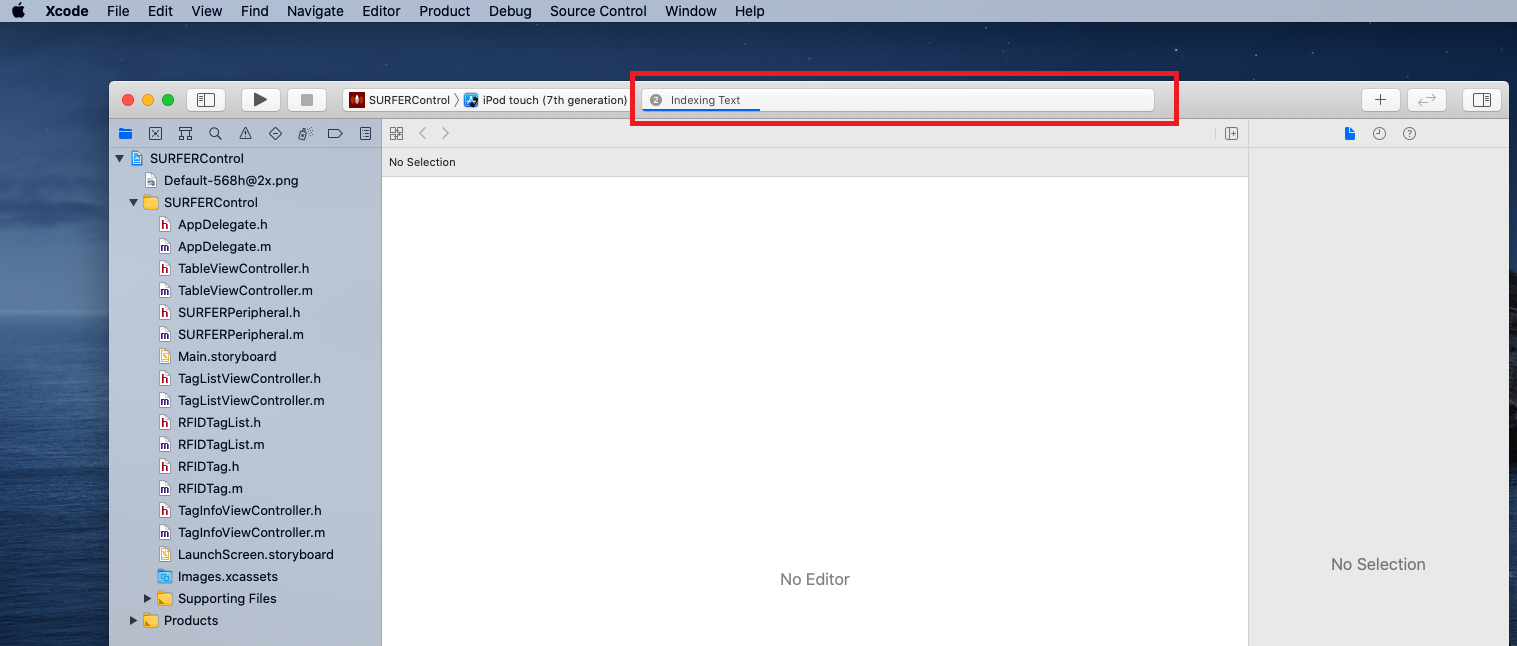 Xcode File Edit View Find Navigate Editor Product Debug Source Control Window Help
SURFERControl iPod touch (7th generation) 2 Indexing Text
SURFERControl
No Selection
Default-568h@2x.png
SURFERControl
AppDelegate.h
AppDelegate.m
TableViewController.h
TableViewController.m
SURFERPeripheral.h
SURFERPeripheral.m
Main.storyboard
TagListViewController.h
TagListViewController.m
RFIDTagList.h
RFIDTagList.m
RFIDTag.h
RFIDTag.m
TagInfoViewController.h
TagInfoViewController.m
LaunchScreen.storyboard
Images.xcassets
Supporting Files
Products
No Editor
No Selection